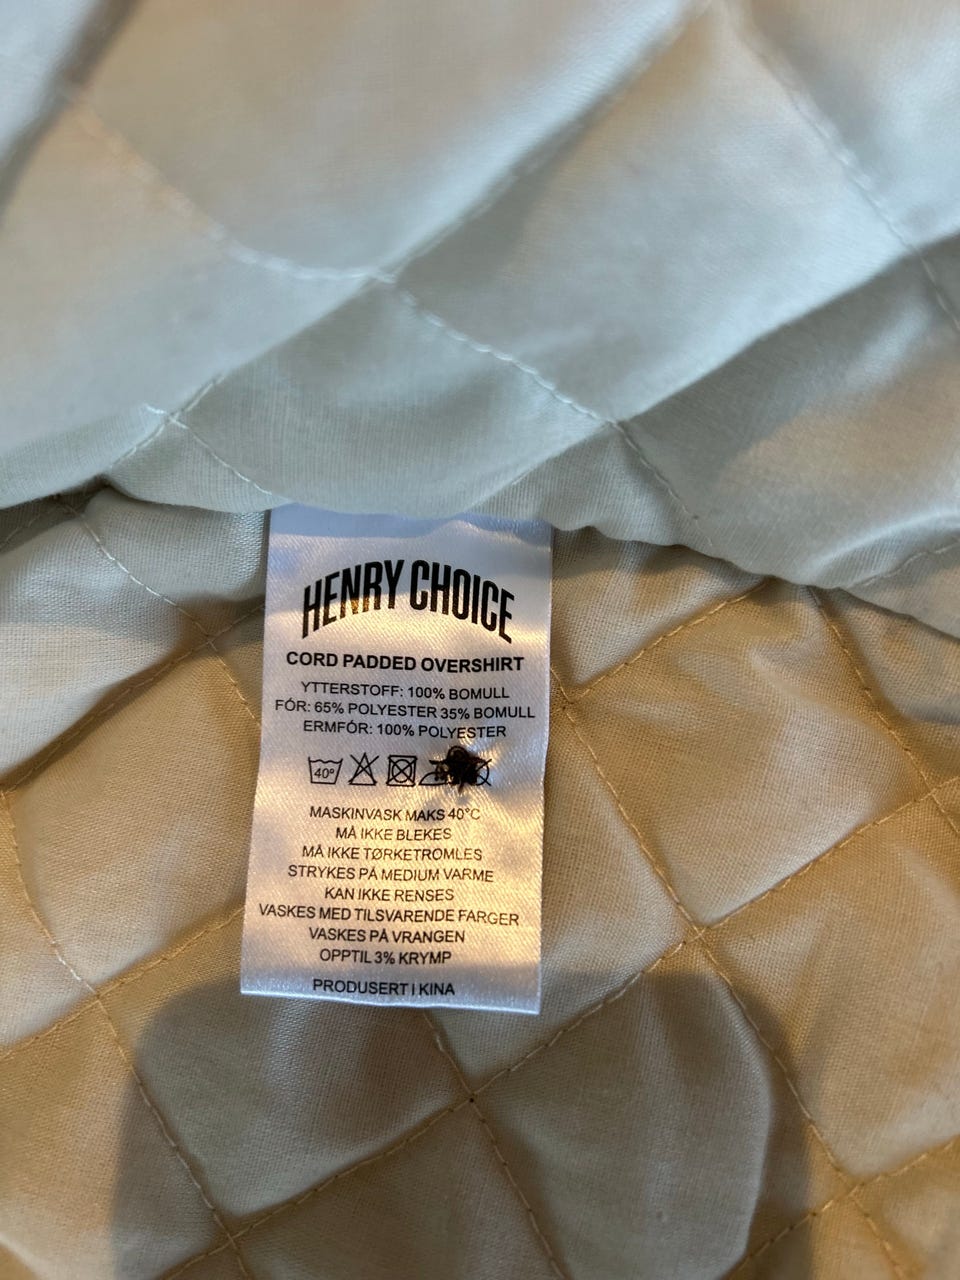 HENRY CHOICE
CORD PADDED OVERSHIRT
YTTERSTOFF: 100% BOMULL
FÓR: 65% POLYESTER 35% BOMULL
ERMFÓR: 100% POLYESTER
40º
MASKINVASK MAKS 40°C
MÅ IKKE BLEKES
MÅ IKKE TØRKETROMLES
STRYKES PÅ MEDIUM VARME
KAN IKKE RENSES
VASKES MED TILSVARENDE FARGER
VASKES PÅ VRANGEN
OPPTIL 3% KRYMP
PRODUSERT I KINA